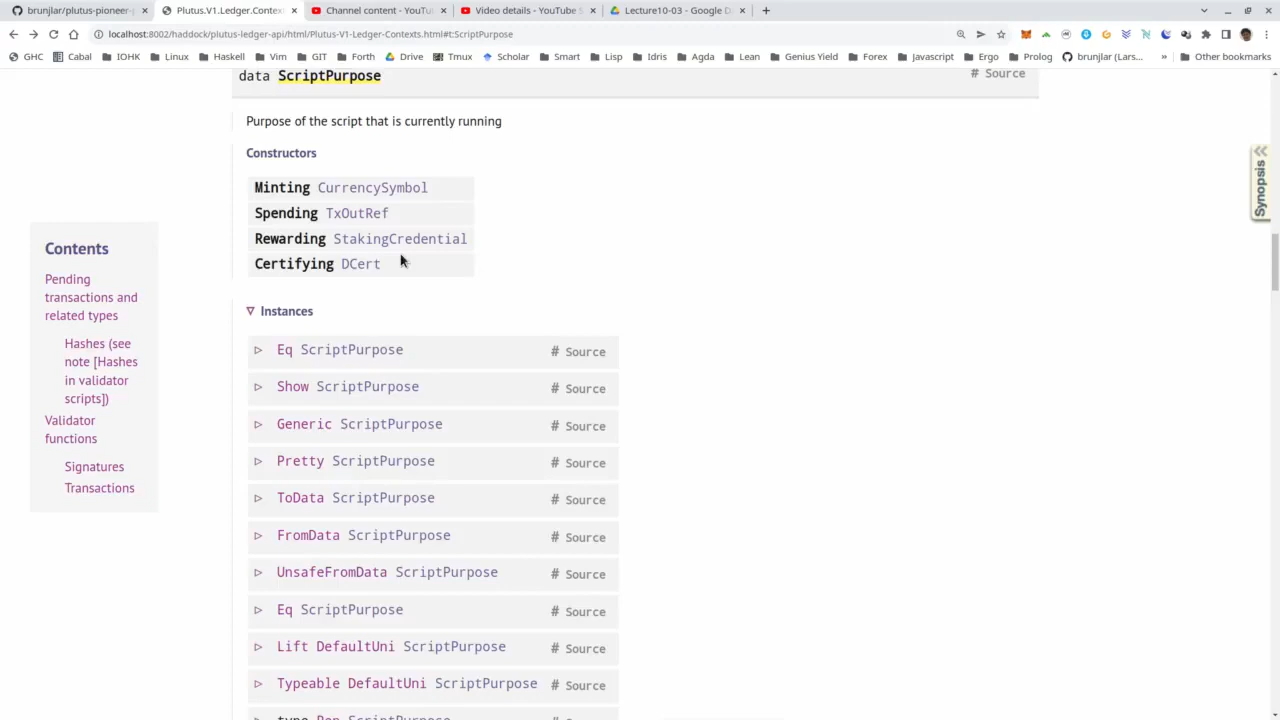 brunjlar/plutus-pioneer-
Plutus.V1.Ledger.Contex
Channel content - YouTu
Video details - YouTube S
Lecture10-03 - Google D
localhost:8002/haddock/plutus-ledger-api/html/Plutus-V1-Ledger-Contexts.html#t:ScriptPurpose
GHC Cabal IOHK Linux Haskell Vim GIT Forth Drive Tmux Scholar Smart Lisp Idris Agda Lean Genius Yield Forex Javascript Ergo Prolog brunjlar (Lars... » Other bookmarks
data ScriptPurpose # Source
Purpose of the script that is currently running
Constructors
Minting CurrencySymbol
Spending TxOutRef
Rewarding StakingCredential
Certifying DCert
Instances
Eq ScriptPurpose # Source
Show ScriptPurpose # Source
Generic ScriptPurpose # Source
Pretty ScriptPurpose # Source
ToData ScriptPurpose # Source
FromData ScriptPurpose # Source
UnsafeFromData ScriptPurpose # Source
Eq ScriptPurpose # Source
Lift DefaultUni ScriptPurpose # Source
Typeable DefaultUni ScriptPurpose # Source
type Rep ScriptPurpose # Source
Contents
Pending
transactions and
related types
Hashes (see
note [Hashes
in validator
scripts])
Validator
functions
Signatures
Transactions
Synopsis